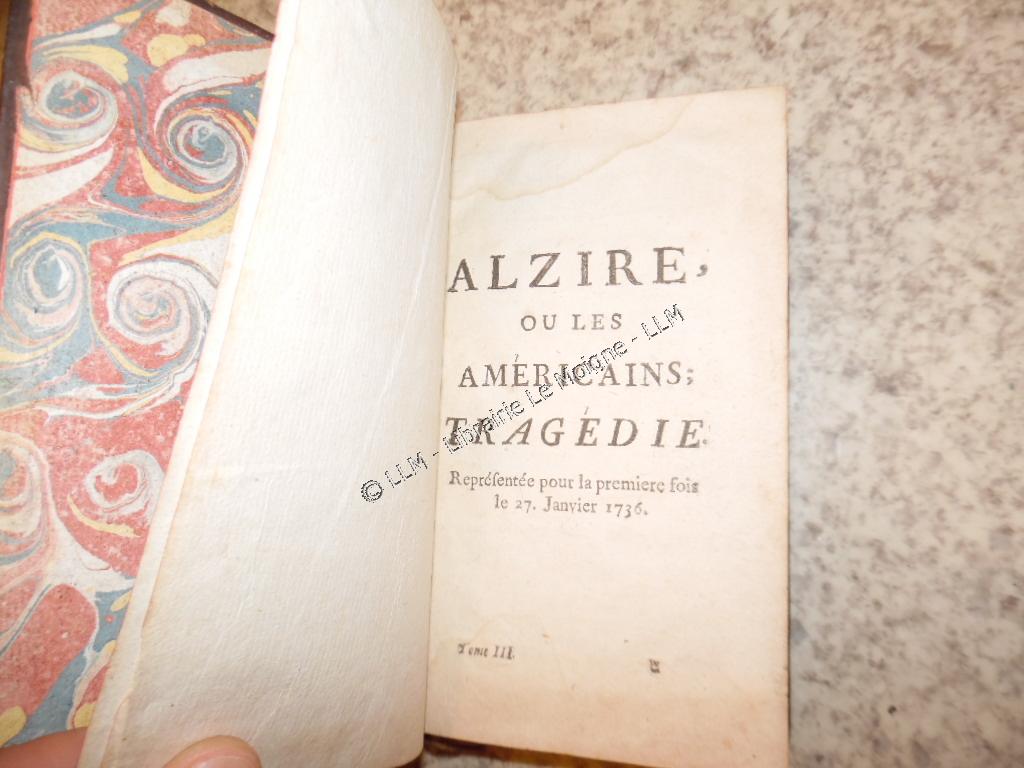 ALZIRE,
OU LES
AMÉRICAINS;
TRAGÉDIE.
Représentée pour la premiere fois
le 27. Janvier 1736.
© LLM - Librairie Le Moigne - LLM
Tome III.